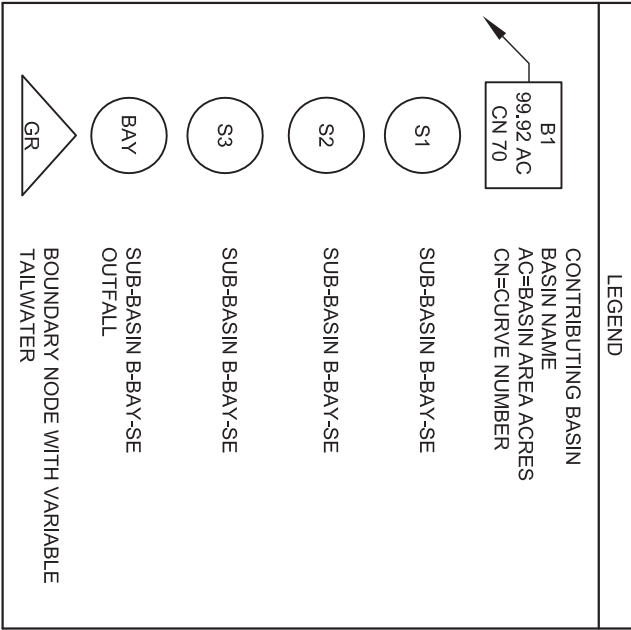 LEGEND
B1
99.92 AC
CN 70
CONTRIBUTING BASIN
BASIN NAME
AC=BASIN AREA ACRES
CN=CURVE NUMBER
S1
SUB-BASIN B-BAY-SE
S2
SUB-BASIN B-BAY-SE
S3
SUB-BASIN B-BAY-SE
BAY
SUB-BASIN B-BAY-SE
OUTFALL
GR
BOUNDARY NODE WITH VARIABLE
TAILWATER